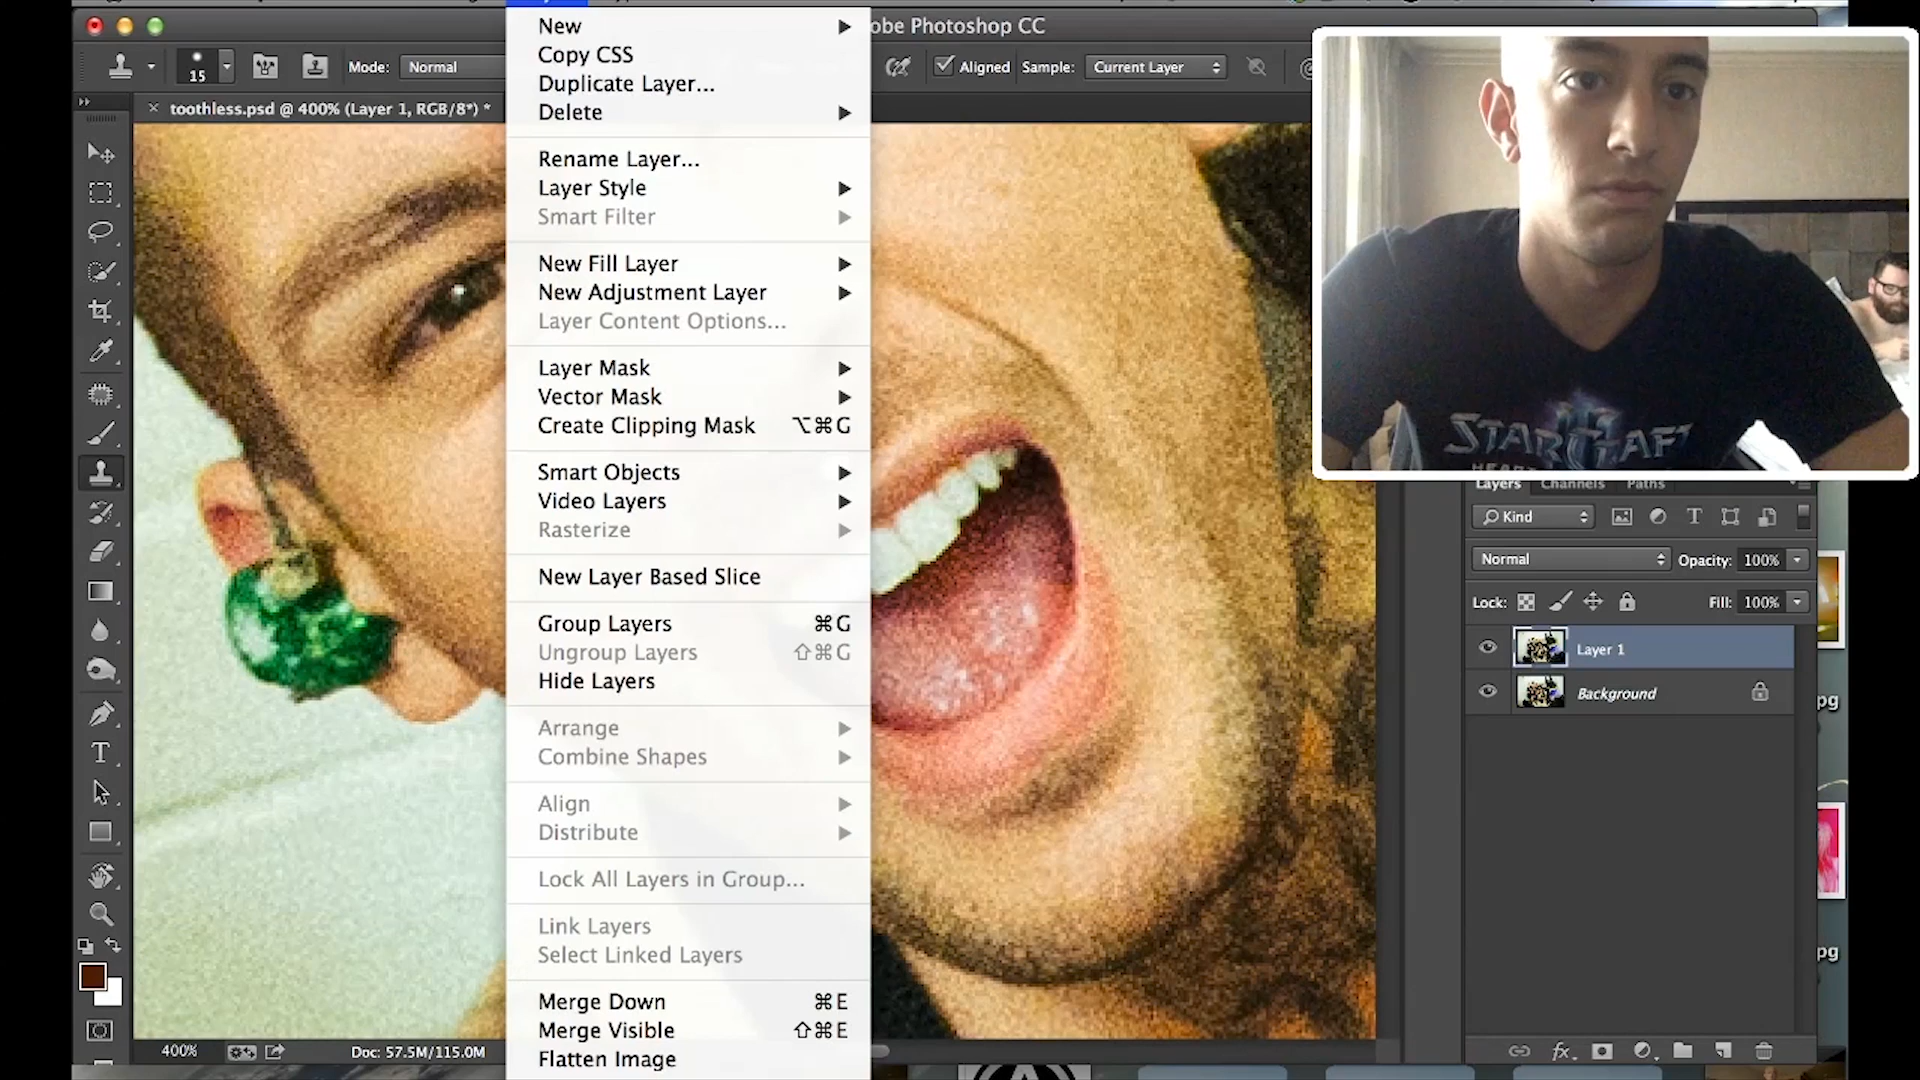 obe Photoshop CC
15
Mode: Normal
Aligned Sample: Current Layer
toothless.psd @ 400% (Layer 1, RGB/8*) *
New
Copy CSS
Duplicate Layer...
Delete
Rename Layer...
Layer Style
Smart Filter
New Fill Layer
New Adjustment Layer
Layer Content Options...
Layer Mask
Vector Mask
Create Clipping Mask ⌥⌘G
Smart Objects
Video Layers
Rasterize
New Layer Based Slice
Group Layers ⌘G
Ungroup Layers ⇧⌘G
Hide Layers
Arrange
Combine Shapes
Align
Distribute
Lock All Layers in Group...
Link Layers
Select Linked Layers
Merge Down ⌘E
Merge Visible ⇧⌘E
Flatten Image
STARCRAFT
HEART
Layers Channels Paths
Kind
Normal Opacity: 100%
Lock: Fill: 100%
Layer 1
Background
pg
pg
400% Doc: 57.5M/115.0M